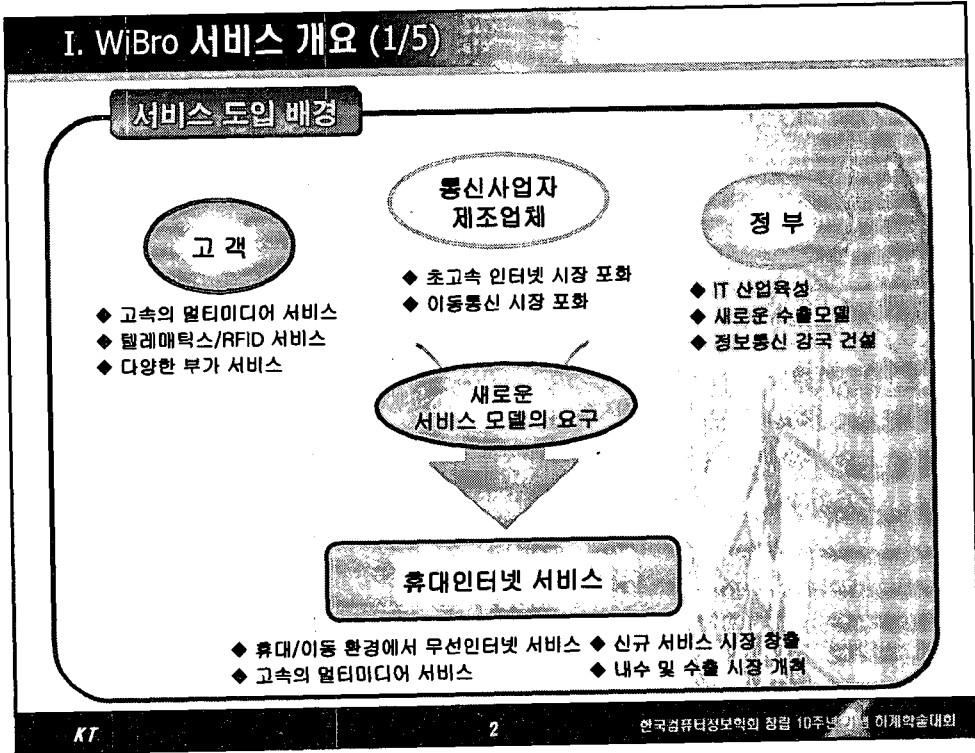 I. WiBro 서비스 개요 (1/5)
서비스 도입 배경
고 객
◆ 고속의 멀티미디어 서비스
◆ 텔레매틱스/RFID 서비스
◆ 다양한 부가 서비스
통신사업자
제조업체
◆ 초고속 인터넷 시장 포화
◆ 이동통신 시장 포화
정 부
◆ IT 산업육성
◆ 새로운 수출모델
◆ 정보통신 강국 건설
새로운
서비스 모델의 요구
휴대인터넷 서비스
◆ 휴대/이동 환경에서 무선인터넷 서비스
◆ 고속의 멀티미디어 서비스
◆ 신규 서비스 시장 창출
◆ 내수 및 수출 시장 개척
KT
2
한국컴퓨터정보학회 창립 10주년 하계학술대회